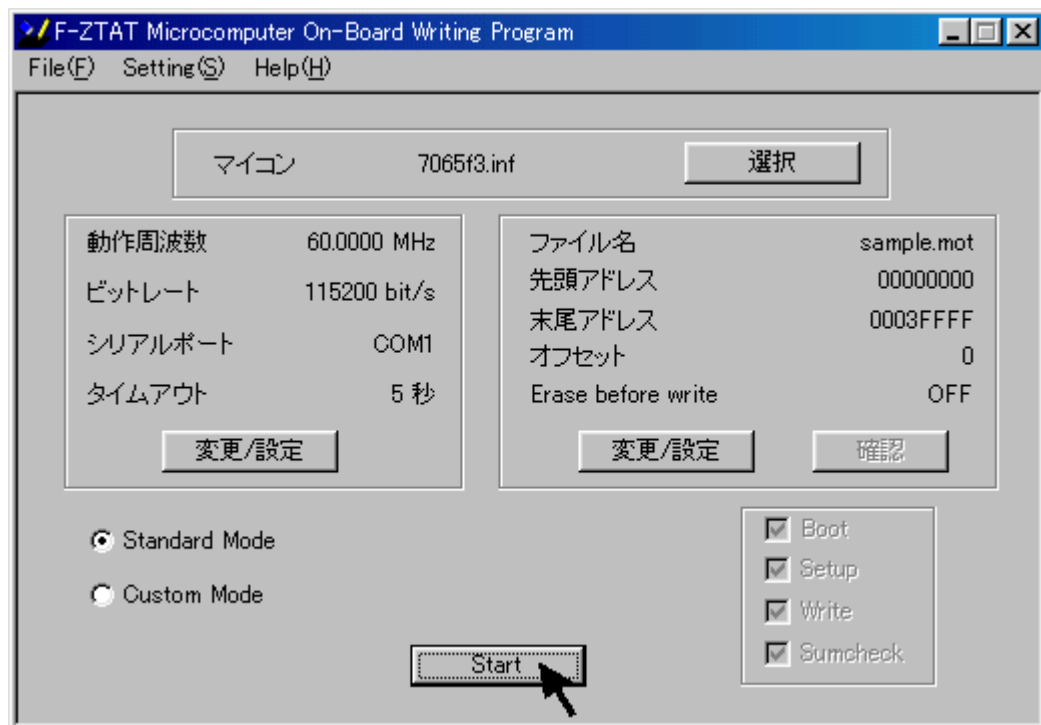 F-ZTAT Microcomputer On-Board Writing Program
File(F) Setting(S) Help(H)
マイコン 7065f3.inf 選択
動作周波数 60.0000 MHz
ビットレート 115200 bit/s
シリアルポート COM1
タイムアウト 5 秒
変更/設定
ファイル名 sample.mot
先頭アドレス 00000000
末尾アドレス 0003FFFF
オフセット 0
Erase before write OFF
変更/設定 確認
Standard Mode
Custom Mode
Boot
Setup
Write
Sumcheck
Start